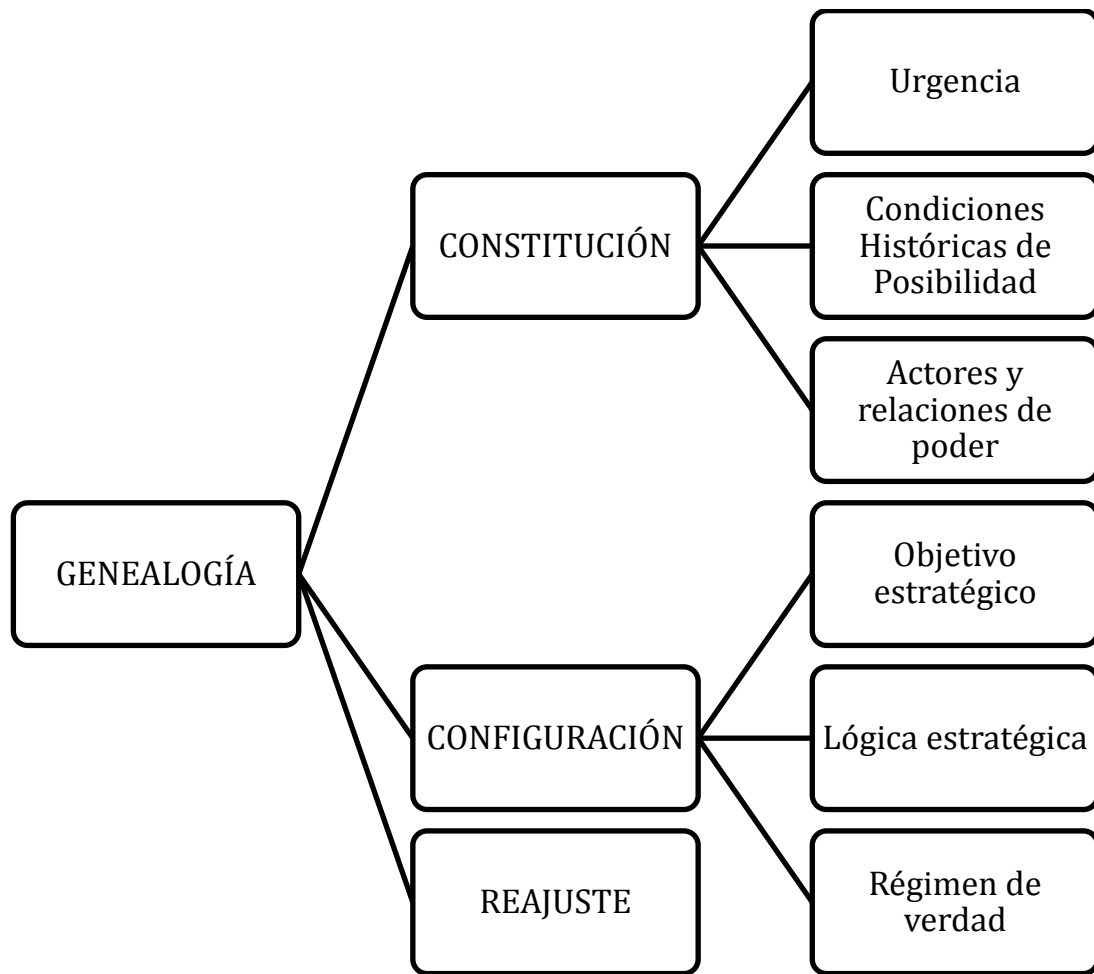 Urgencia
CONSTITUCIÓN
Condiciones
Históricas de
Posibilidad
Actores y
relaciones de
poder
GENEALOGÍA
Objetivo
estratégico
CONFIGURACIÓN
Lógica estratégica
REAJUSTE
Régimen de
verdad